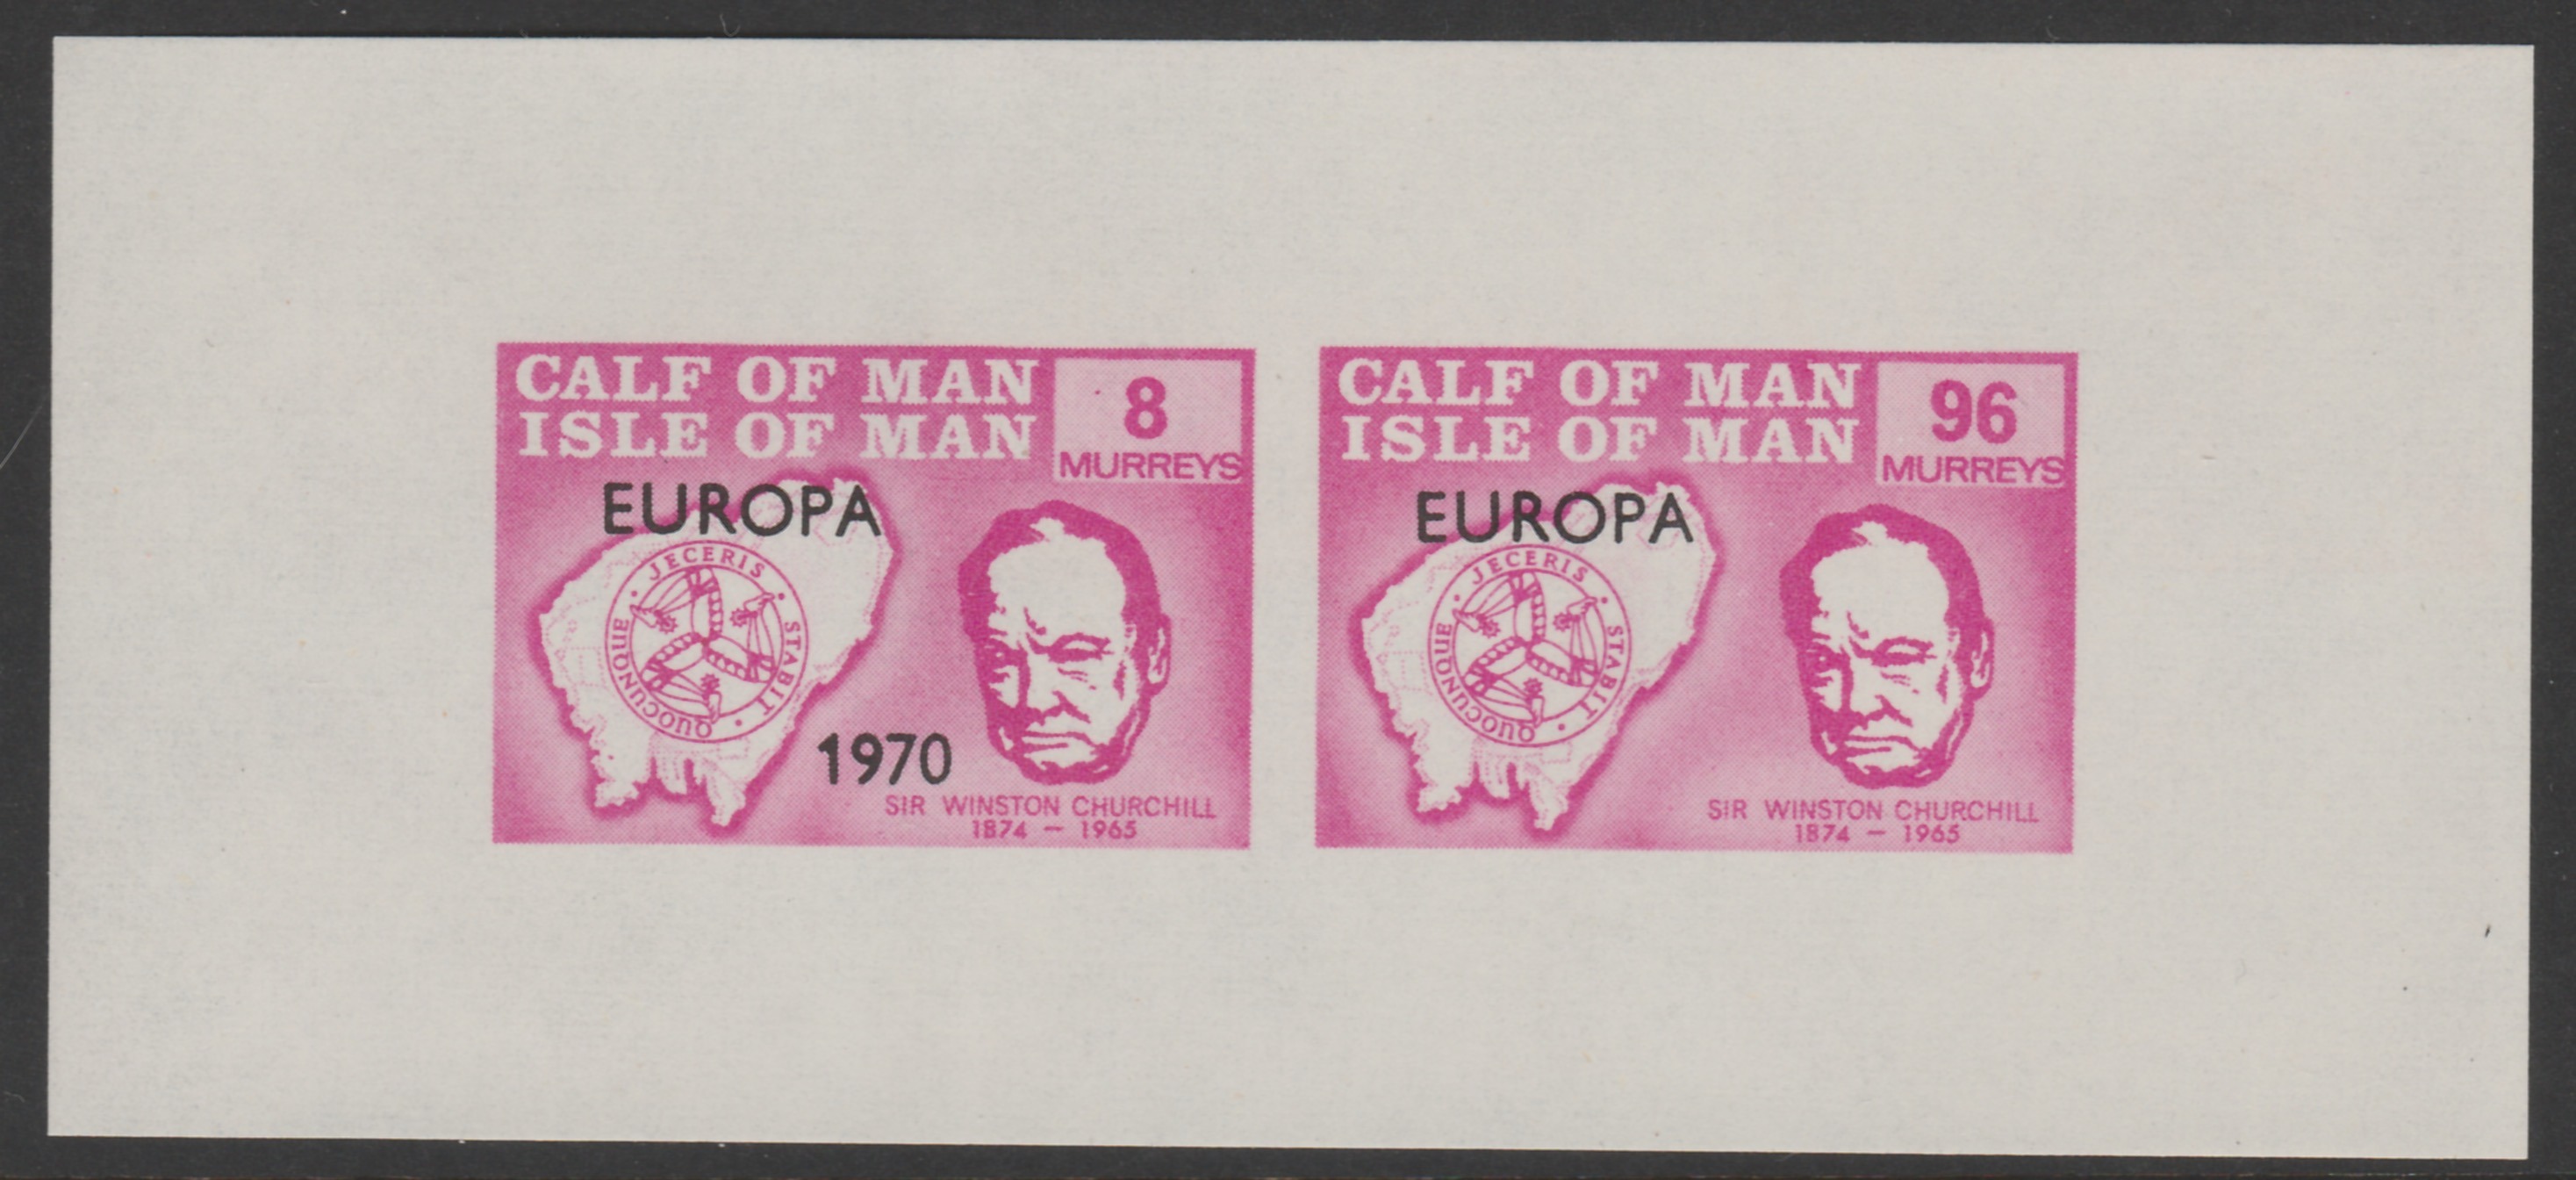 CALF OF MAN
ISLE OF MAN
8
MURREYS
EUROPA
QUOCUNQUE · JECERIS · STABIT ·
1970
SIR WINSTON CHURCHILL
1874 - 1965
CALF OF MAN
ISLE OF MAN
96
MURREYS
EUROPA
QUOCUNQUE · JECERIS · STABIT ·
SIR WINSTON CHURCHILL
1874 - 1965